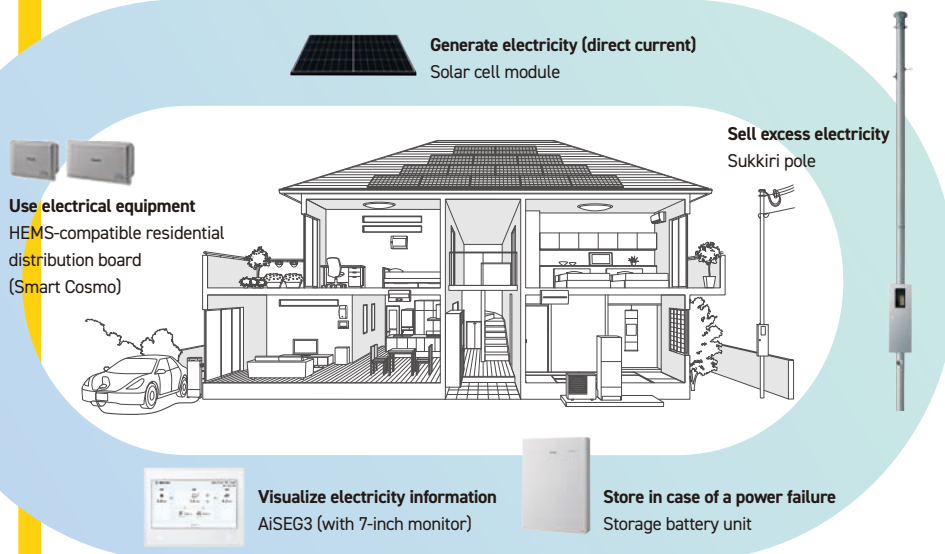 Generate electricity (direct current)
Solar cell module
Sell excess electricity
Sukkiri pole
Use electrical equipment
HEMS-compatible residential
distribution board
(Smart Cosmo)
Visualize electricity information
AiSEG3 (with 7-inch monitor)
Store in case of a power failure
Storage battery unit